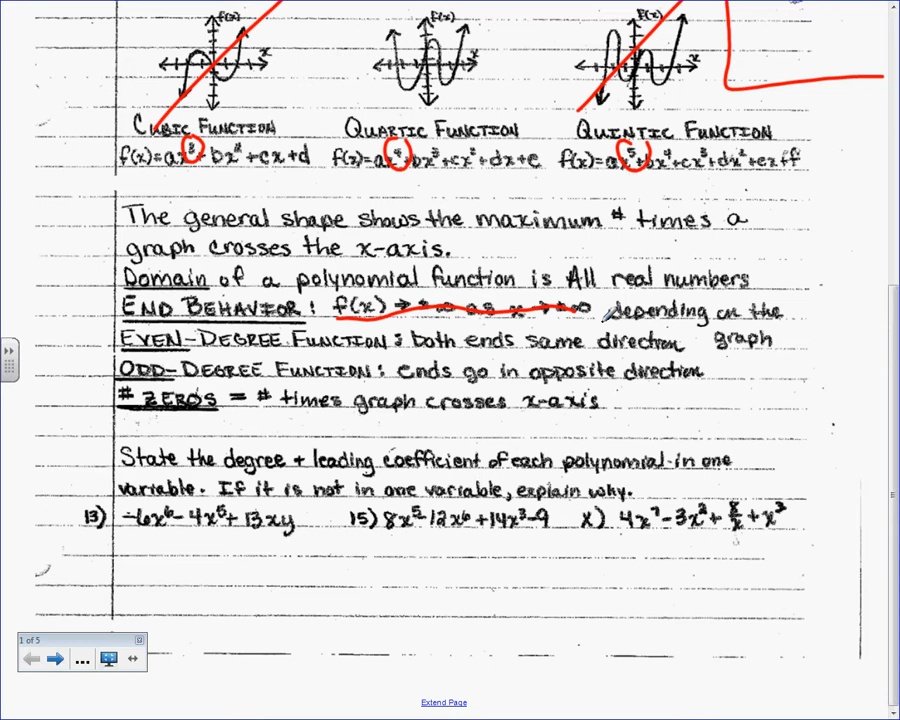 f(x) f(x) f(x)
x x x
CUBIC FUNCTION QUARTIC FUNCTION QUINTIC FUNCTION
f(x)=ax³+bx²+cx+d f(x)=ax⁴+bx³+cx²+dx+e f(x)=ax⁵+bx⁴+cx³+dx²+ex+f
The general shape shows the maximum # times a
graph crosses the x-axis.
Domain of a polynomial function is All real numbers
END BEHAVIOR: f(x) → depending on the
EVEN-DEGREE FUNCTION: both ends same direction graph
ODD-DEGREE FUNCTION: ends go in opposite direction
# ZEROS = # times graph crosses x-axis
State the degree + leading coefficient of each polynomial in one
variable. If it is not in one variable, explain why.
13) -6x⁶-4x⁵+13xy 15) 8x⁵-12x⁶+14x³-9 x) 4x⁷-3x²+8/x+x³
1 of 5
...
Extend Page